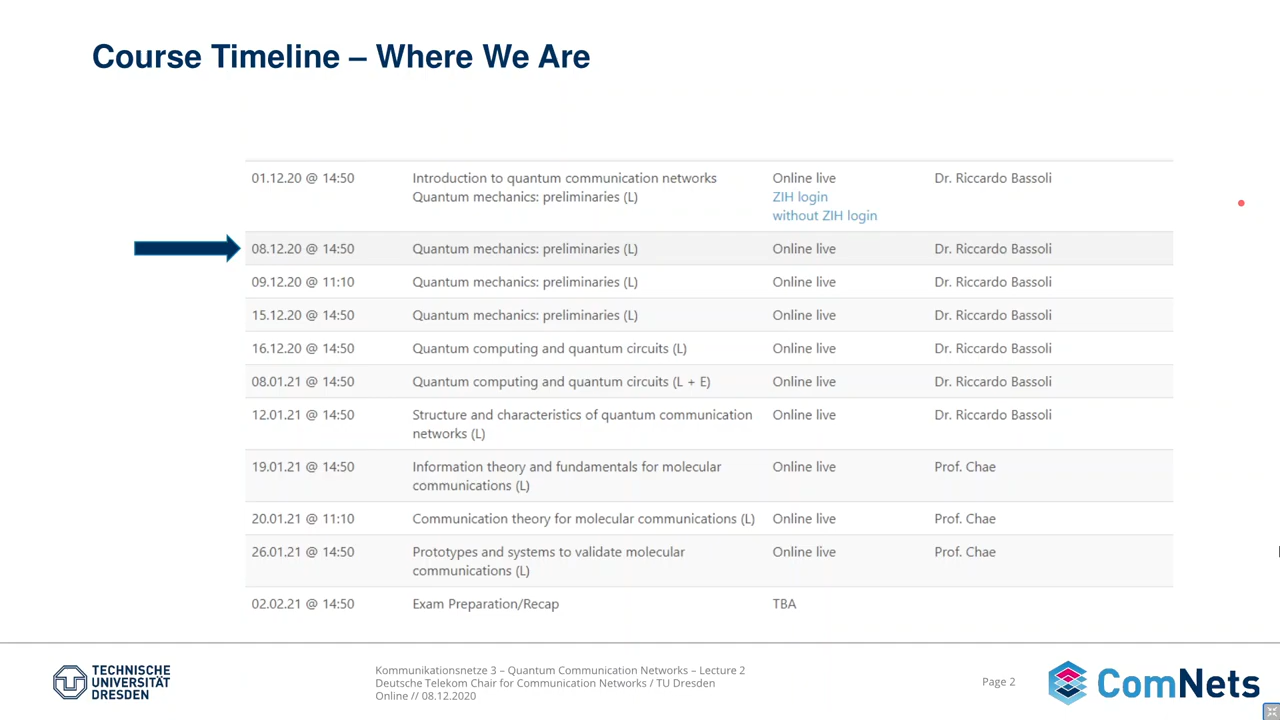 Course Timeline – Where We Are
01.12.20 @ 14:50 Introduction to quantum communication networks Online live Dr. Riccardo Bassoli
Quantum mechanics: preliminaries (L) ZIH login
without ZIH login
08.12.20 @ 14:50 Quantum mechanics: preliminaries (L) Online live Dr. Riccardo Bassoli
09.12.20 @ 11:10 Quantum mechanics: preliminaries (L) Online live Dr. Riccardo Bassoli
15.12.20 @ 14:50 Quantum mechanics: preliminaries (L) Online live Dr. Riccardo Bassoli
16.12.20 @ 14:50 Quantum computing and quantum circuits (L) Online live Dr. Riccardo Bassoli
08.01.21 @ 14:50 Quantum computing and quantum circuits (L + E) Online live Dr. Riccardo Bassoli
12.01.21 @ 14:50 Structure and characteristics of quantum communication Online live Dr. Riccardo Bassoli
networks (L)
19.01.21 @ 14:50 Information theory and fundamentals for molecular Online live Prof. Chae
communications (L)
20.01.21 @ 11:10 Communication theory for molecular communications (L) Online live Prof. Chae
26.01.21 @ 14:50 Prototypes and systems to validate molecular Online live Prof. Chae
communications (L)
02.02.21 @ 14:50 Exam Preparation/Recap TBA
TECHNISCHE
UNIVERSITÄT
DRESDEN
Kommunikationsnetze 3 – Quantum Communication Networks – Lecture 2
Deutsche Telekom Chair for Communication Networks / TU Dresden
Online // 08.12.2020
Page 2
ComNets